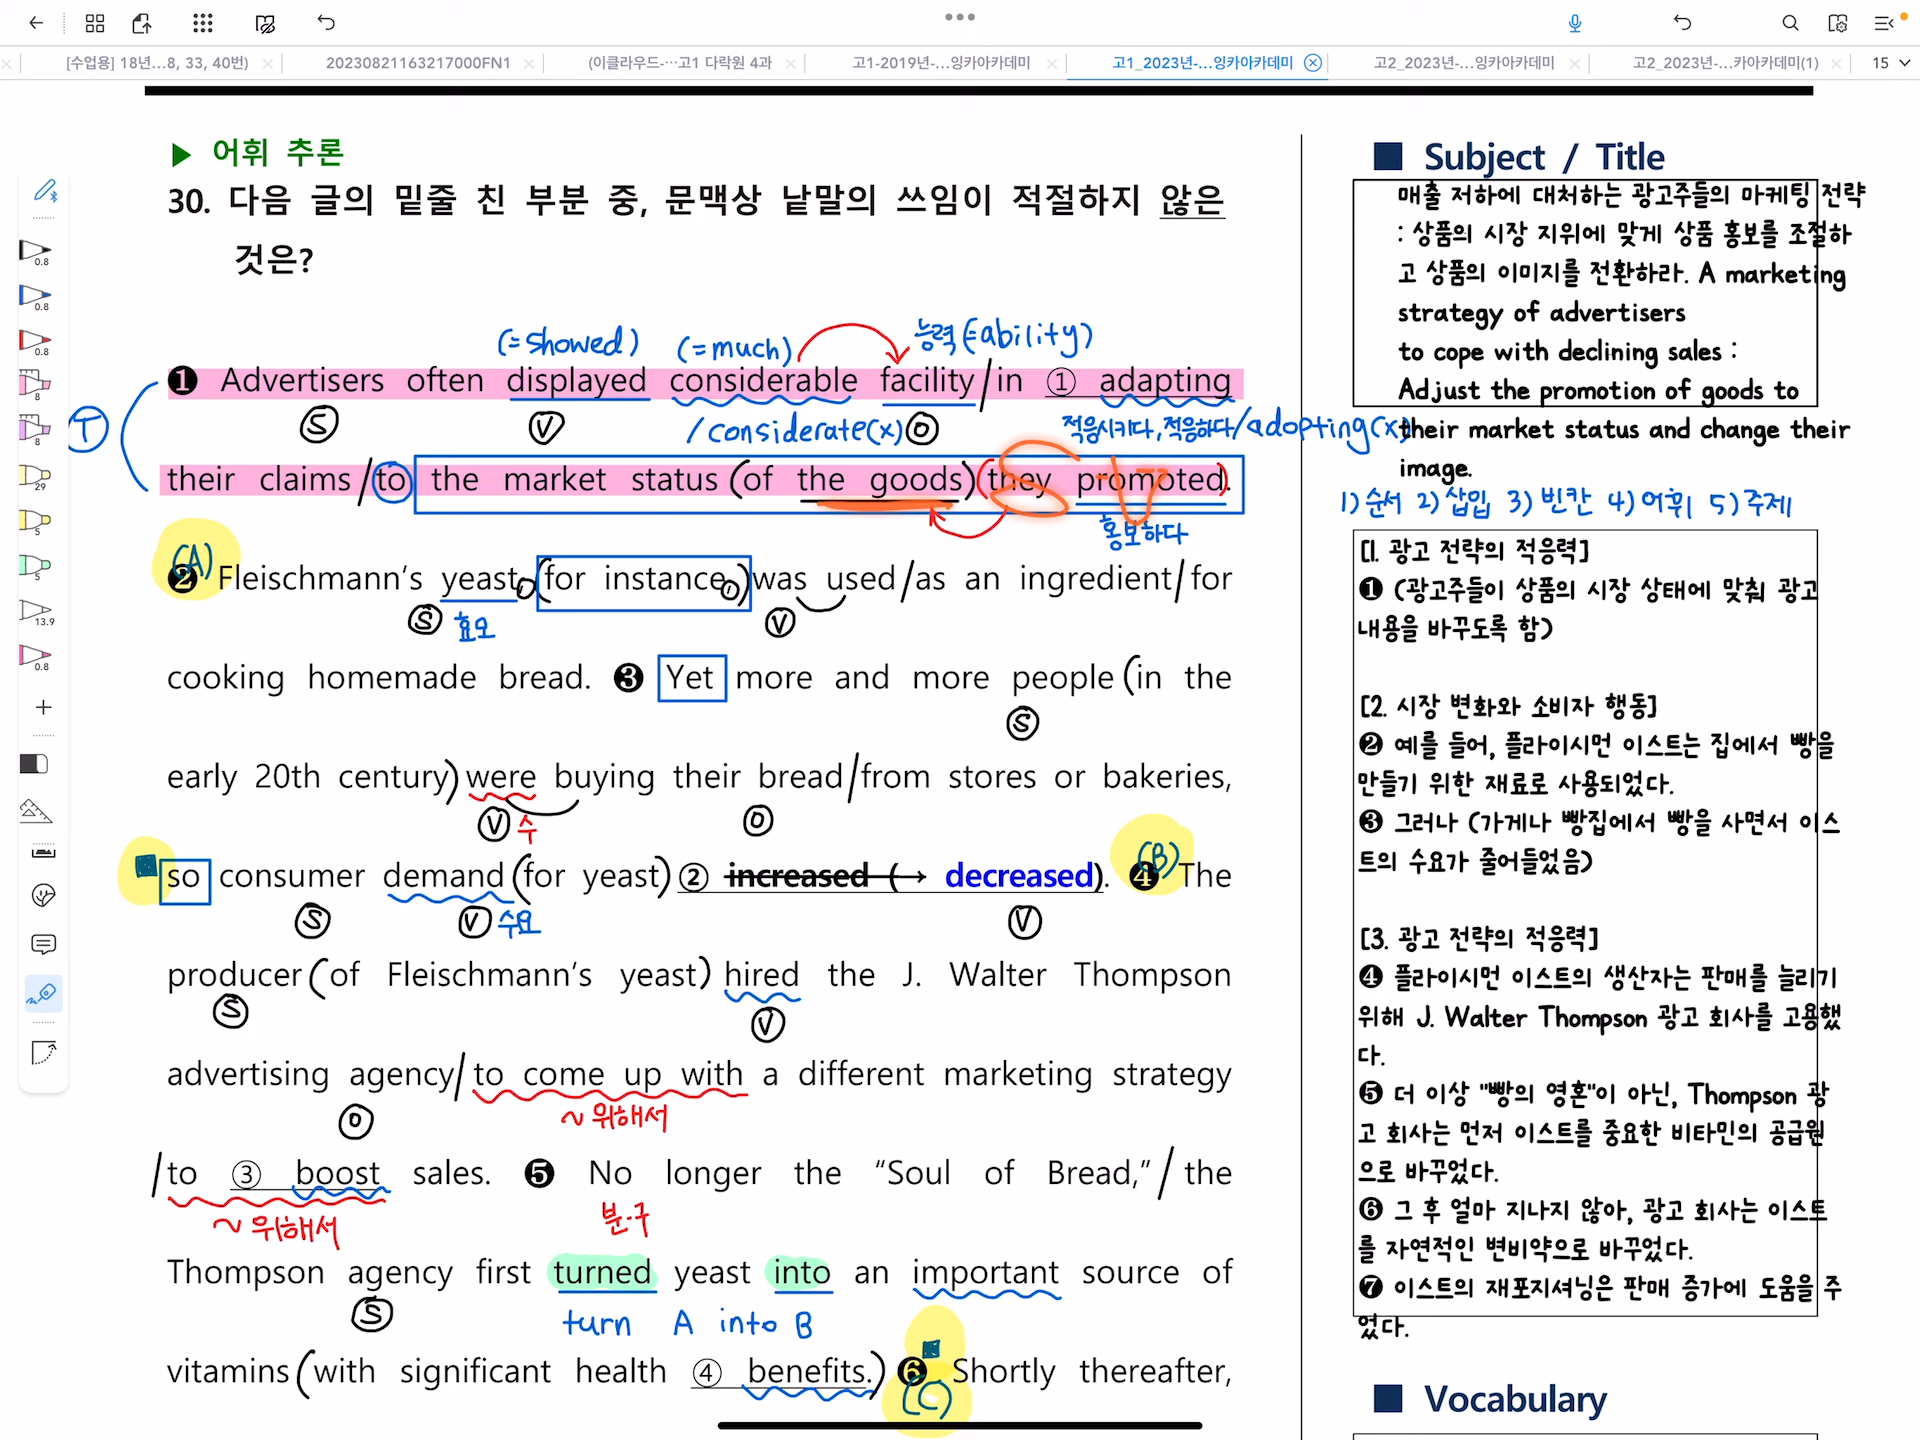 [수업용] 18년...8, 33, 40번)
20230821163217000FN1
(이클라우드-...고1 다락원 4과
고1-2019년-...잉카아카데미
고1_2023년-...잉카아카데미
고2_2023년-...잉카아카데미
고2_2023년-...카아카데미(1)
15
0.8
0.8
0.8
8
8
29
5
5
13.9
0.8
▶ 어휘 추론
30. 다음 글의 밑줄 친 부분 중, 문맥상 낱말의 쓰임이 적절하지 않은
것은?
(=showed) (=much) 능력(=ability)
❶ Advertisers often displayed considerable facility/in ① adapting
Ⓢ Ⓥ /considerate(x) Ⓞ 적응시키다, 적응하다/adopting(x)
Ⓣ
their claims/to the market status (of the goods) (they promoted).
S V
홍보하다
(A)
❷ Fleischmann's yeast, (for instance,) was used/as an ingredient/for
Ⓢ 효모 Ⓥ
cooking homemade bread. ❸ Yet more and more people (in the
Ⓢ
early 20th century) were buying their bread/from stores or bakeries,
Ⓥ 수 Ⓞ
(B)
so consumer demand (for yeast) ② increased (→ decreased). ❹ The
Ⓢ Ⓥ 수요 Ⓥ
producer (of Fleischmann's yeast) hired the J. Walter Thompson
Ⓢ Ⓥ
advertising agency/to come up with a different marketing strategy
Ⓞ ~위해서
/to ③ boost sales. ❺ No longer the "Soul of Bread,"/ the
~위해서 분·구
Thompson agency first turned yeast into an important source of
Ⓢ turn A into B
vitamins (with significant health ④ benefits.) ❻ Shortly thereafter,
(C)
■ Subject / Title
매출 저하에 대처하는 광고주들의 마케팅 전략
: 상품의 시장 지위에 맞게 상품 홍보를 조절하
고 상품의 이미지를 전환하라. A marketing
strategy of advertisers
to cope with declining sales :
Adjust the promotion of goods to
their market status and change their
image.
1) 순서 2) 삽입 3) 빈칸 4) 어휘 5) 주제
[1. 광고 전략의 적응력]
❶ (광고주들이 상품의 시장 상태에 맞춰 광고
내용을 바꾸도록 함)
[2. 시장 변화와 소비자 행동]
❷ 예를 들어, 플라이시먼 이스트는 집에서 빵을
만들기 위한 재료로 사용되었다.
❸ 그러나 (가게나 빵집에서 빵을 사면서 이스
트의 수요가 줄어들었음)
[3. 광고 전략의 적응력]
❹ 플라이시먼 이스트의 생산자는 판매를 늘리기
위해 J. Walter Thompson 광고 회사를 고용했
다.
❺ 더 이상 "빵의 영혼"이 아닌, Thompson 광
고 회사는 먼저 이스트를 중요한 비타민의 공급원
으로 바꾸었다.
❻ 그 후 얼마 지나지 않아, 광고 회사는 이스트
를 자연적인 변비약으로 바꾸었다.
❼ 이스트의 재포지셔닝은 판매 증가에 도움을 주
었다.
■ Vocabulary